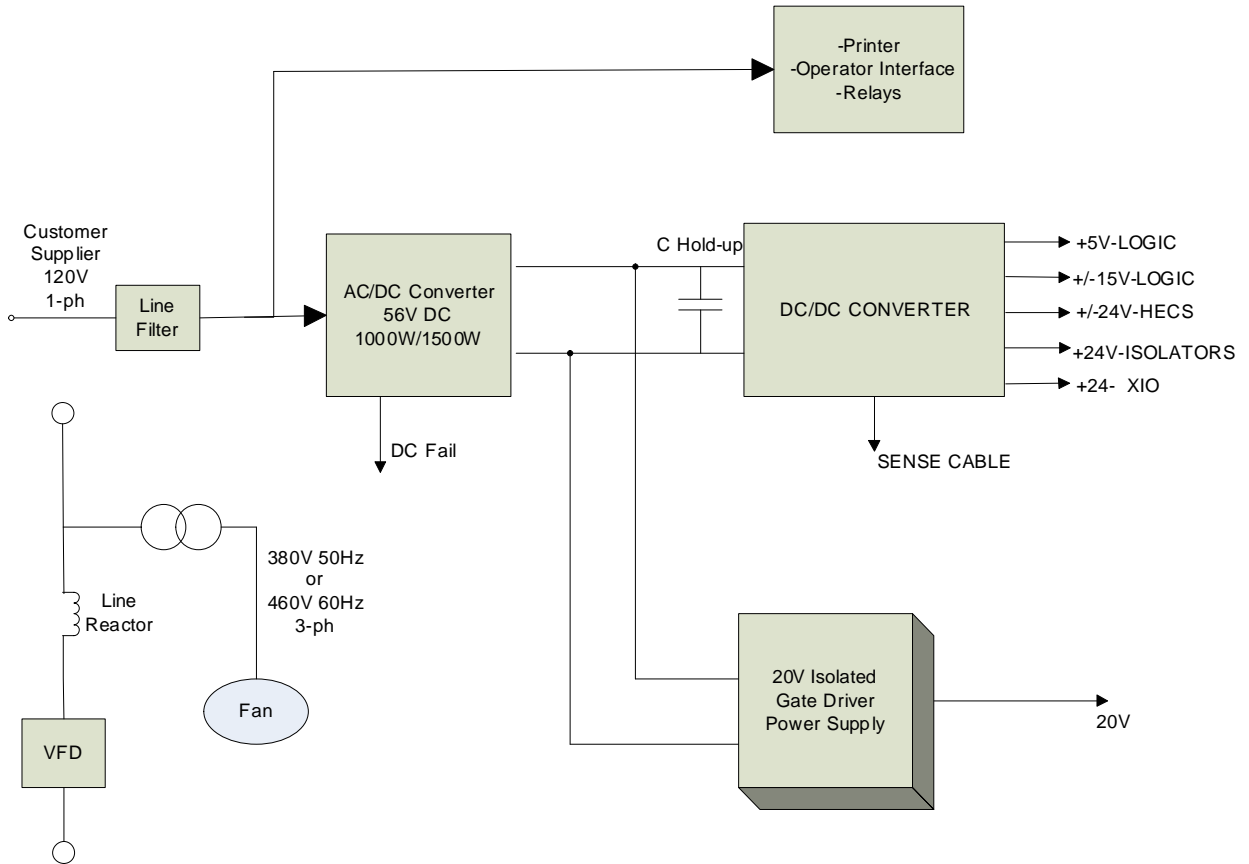 -Printer
-Operator Interface
-Relays
Customer
Supplier
120V
1-ph
Line
Filter
AC/DC Converter
56V DC
1000W/1500W
C Hold-up
DC/DC CONVERTER
+5V-LOGIC
+/-15V-LOGIC
+/-24V-HECS
+24V-ISOLATORS
+24- XIO
DC Fail
SENSE CABLE
380V 50Hz
or
460V 60Hz
3-ph
Line
Reactor
Fan
VFD
20V Isolated
Gate Driver
Power Supply
20V